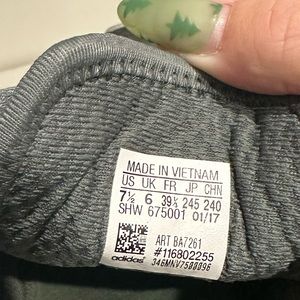 MADE IN VIETNAM
US UK FR JP CHN
7½ 6 39⅓ 245 240
SHW 675001 01/17
ART BA7261
#116802255
adidas 346MNV7500096